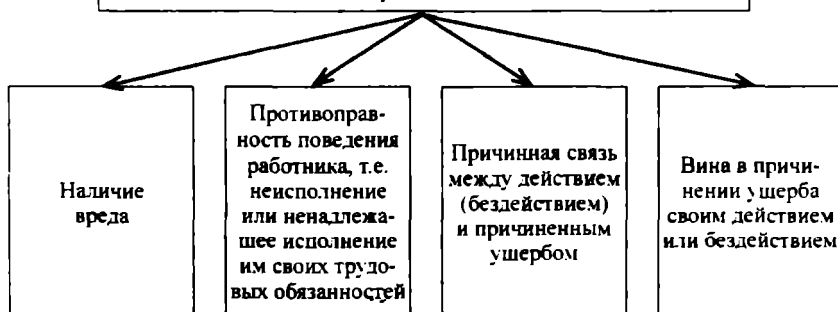 Наличие
вреда
Противоправ-
ность поведения
работника, т.е.
неисполнение
или ненадлежа-
шее исполнение
им своих трудо-
вых обязанностей
Причинная связь
между действием
(бездействием)
и причиненным
ущербом
Вина в причи-
нении ущерба
своим действием
или бездействием